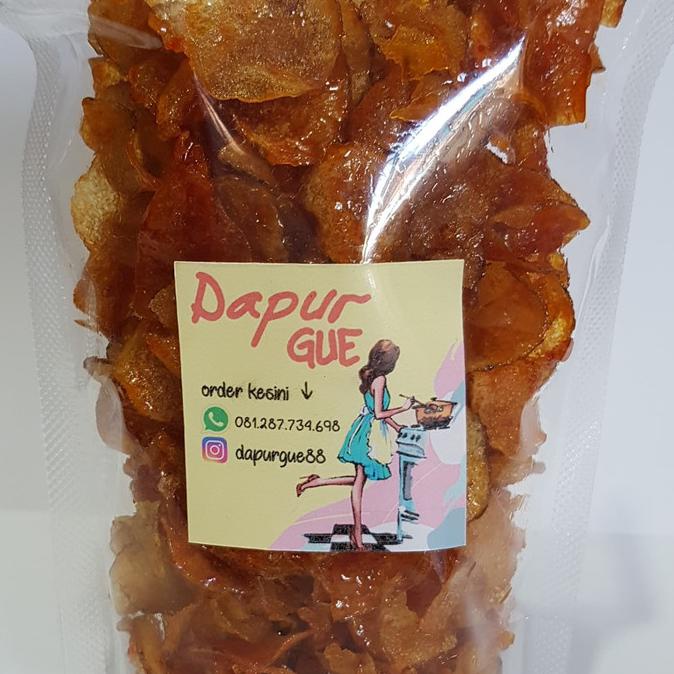 Dapur
GUE
order kesini ↓
081.287.734.698
dapurgue88